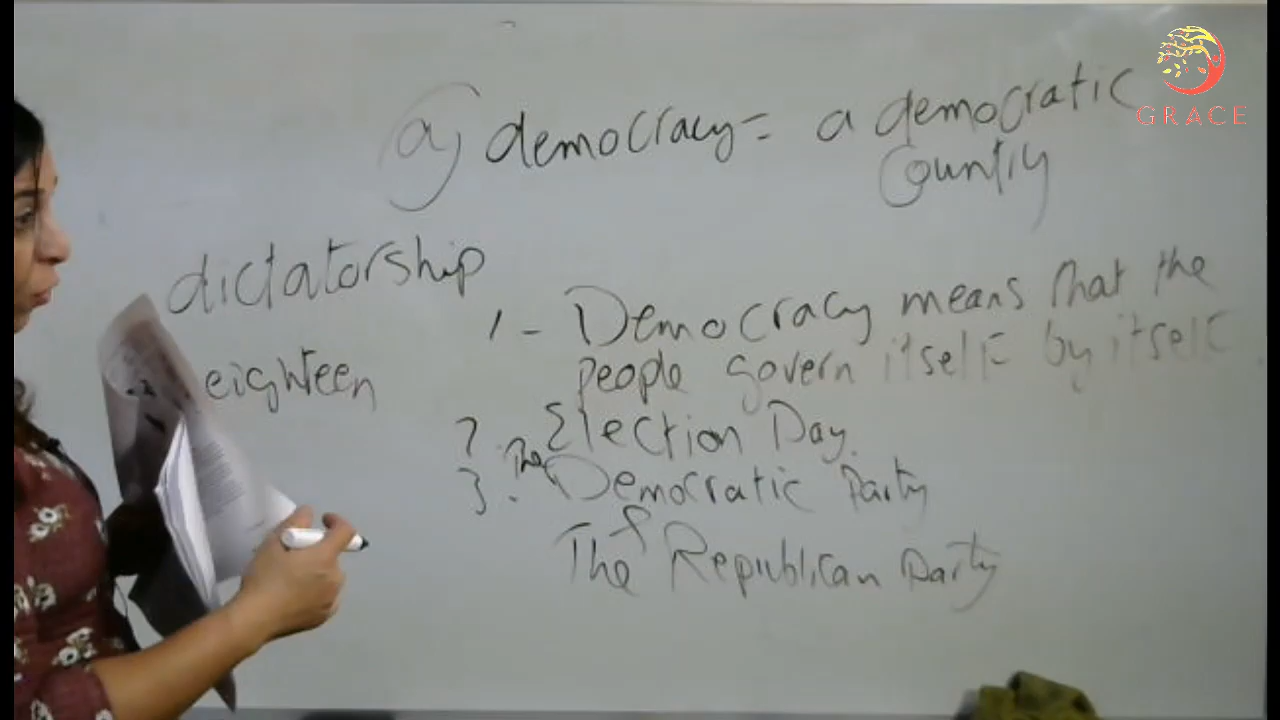 GRACE
(a) democracy = a democratic
country
dictatorship
eighteen
1 - Democracy means that the
people govern itself by itself.
2 Election Day.
3. The Democratic Party
&
The Republican Party